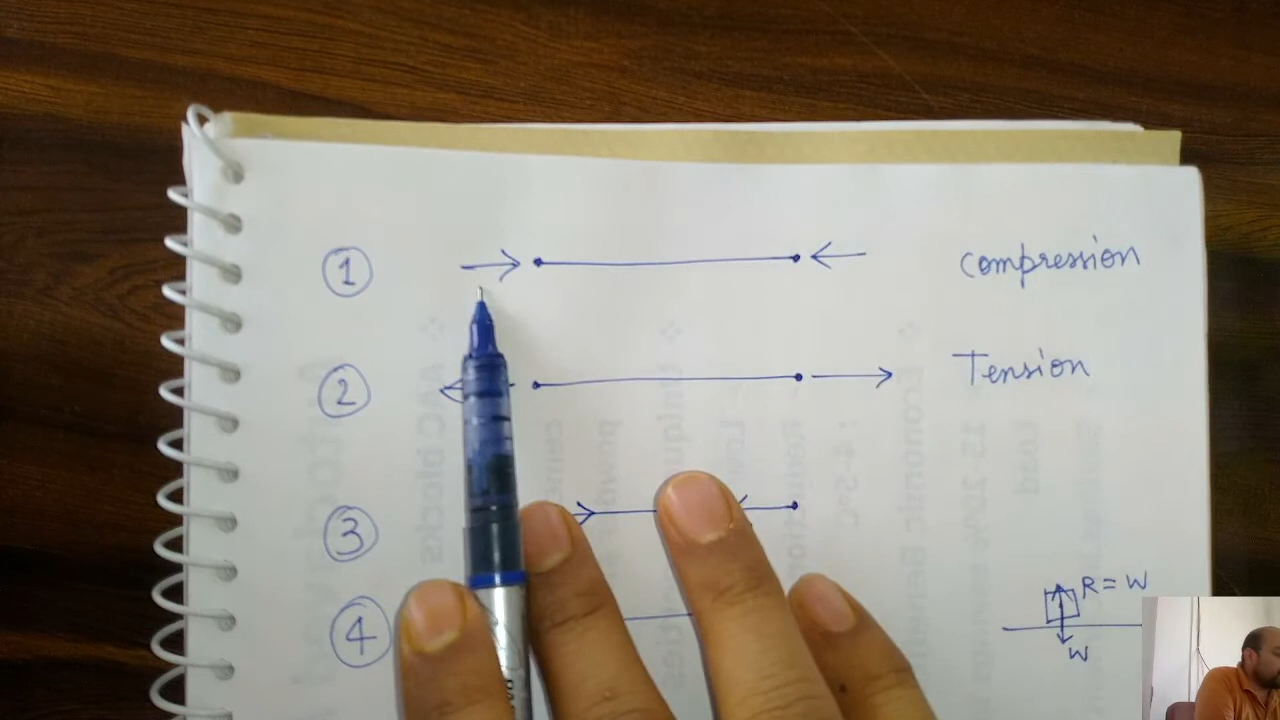 ① compression
② Tension
③
④
R = W
W